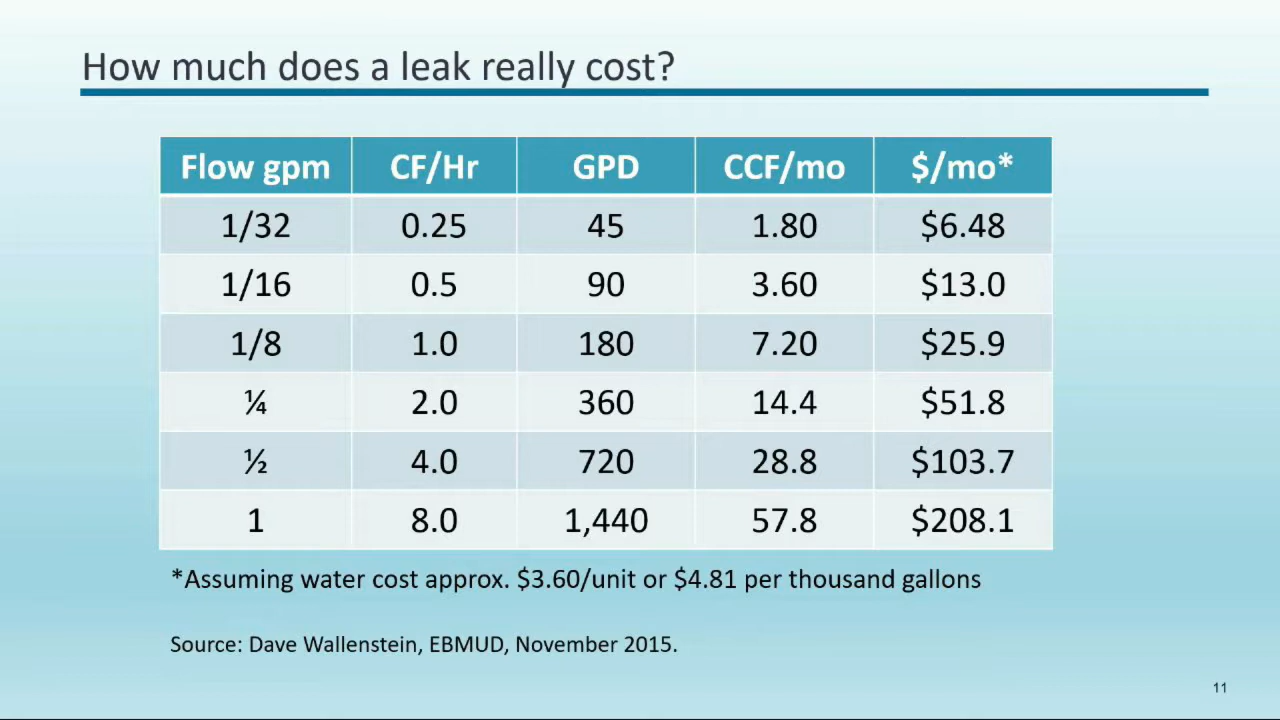 How much does a leak really cost?
Flow gpm CF/Hr GPD CCF/mo $/mo*
1/32 0.25 45 1.80 $6.48
1/16 0.5 90 3.60 $13.0
1/8 1.0 180 7.20 $25.9
¼ 2.0 360 14.4 $51.8
½ 4.0 720 28.8 $103.7
1 8.0 1,440 57.8 $208.1
*Assuming water cost approx. $3.60/unit or $4.81 per thousand gallons
Source: Dave Wallenstein, EBMUD, November 2015.
11